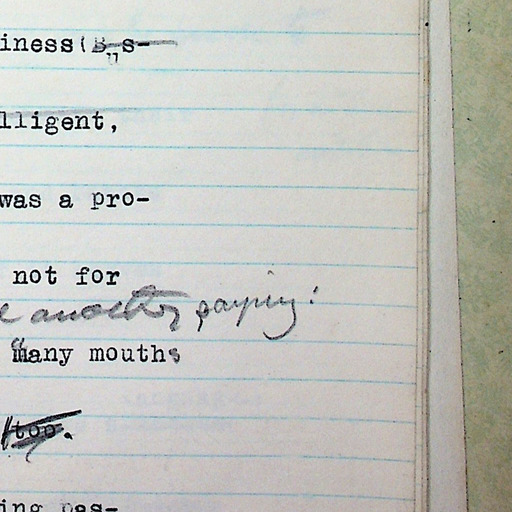 iness(B„s-
lligent,
was a pro-
not for
another saying:
"many mouths
too.
ing pas-